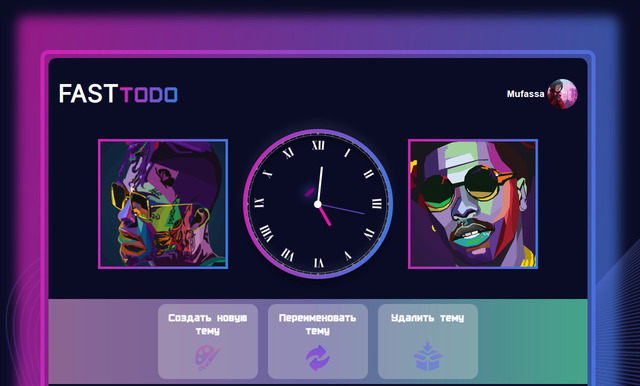 FASTTODO
Mufassa
XII
I
II
III
IIII
V
VI
VII
VIII
IX
X
XI
Создать новую
тему
Переименовать
тему
Удалить тему